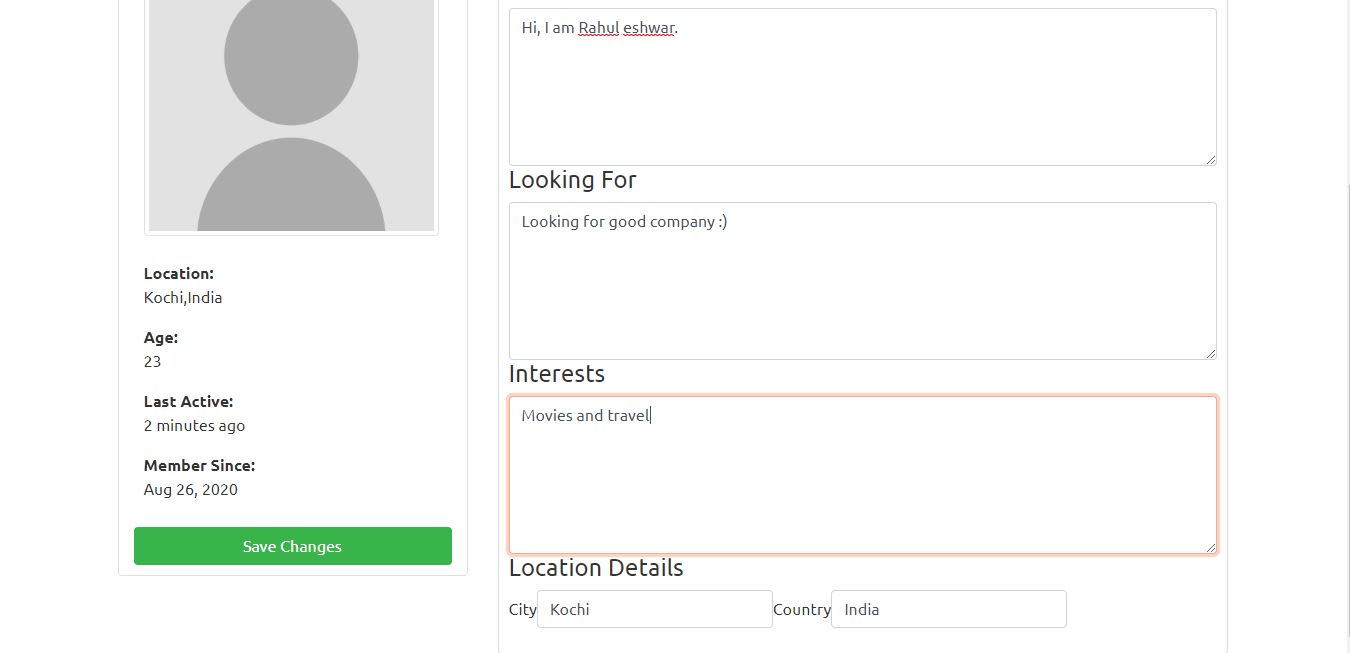 Location:
Kochi,India
Age:
23
Last Active:
2 minutes ago
Member Since:
Aug 26, 2020
Save Changes
Hi, I am Rahul eshwar.
Looking For
Looking for good company :)
Interests
Movies and travel
Location Details
City Kochi Country India